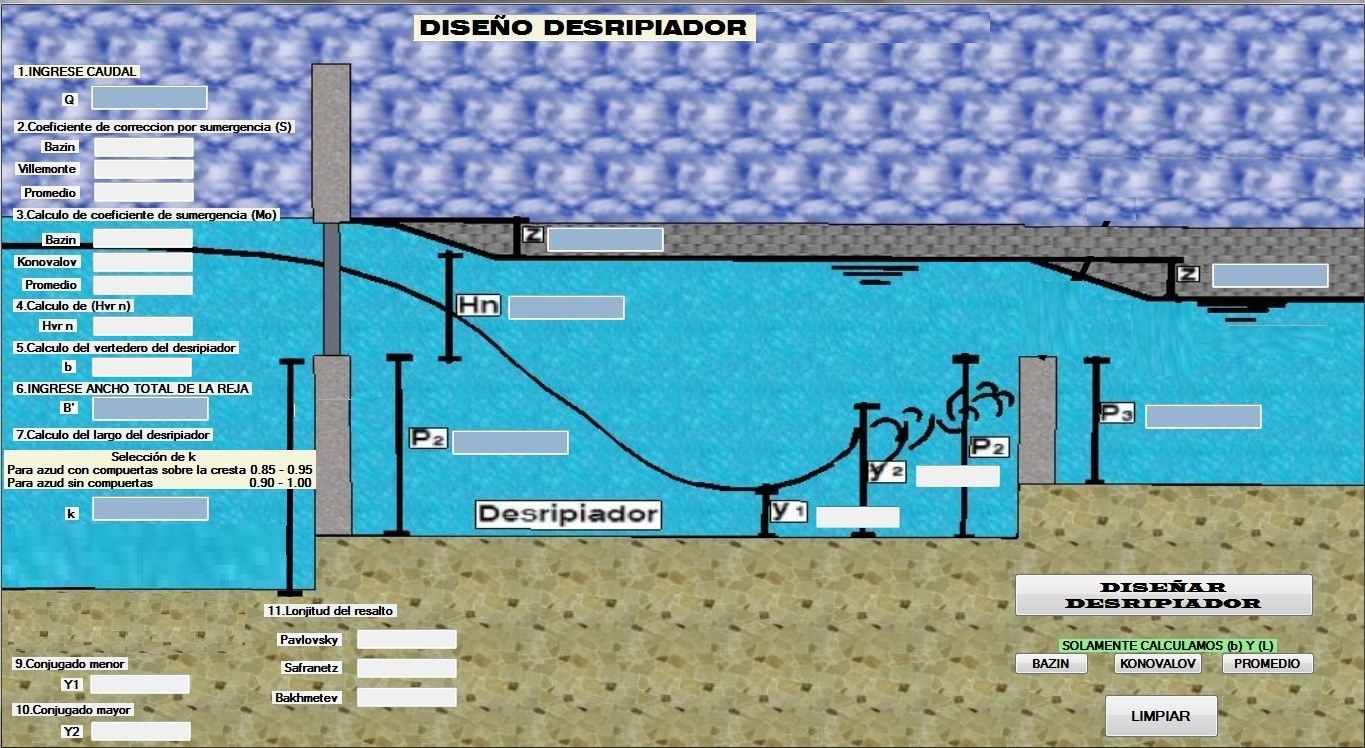 DISEÑO DESRIPIADOR
1.INGRESE CAUDAL
Q
2.Coeficiente de correccion por sumergencia (S)
Bazin
Villemonte
Promedio
3.Calculo de coeficiente de sumergencia (Mo)
Bazin
Konovalov
Promedio
4.Calculo de (Hvr n)
Hvr n
5.Calculo del vertedero del desripiador
b
6.INGRESE ANCHO TOTAL DE LA REJA
B'
7.Calculo del largo del desripiador
Selección de k
Para azud con compuertas sobre la cresta 0.85 - 0.95
Para azud sin compuertas 0.90 - 1.00
k
9.Conjugado menor
Y1
10.Conjugado mayor
Y2
11.Lonjitud del resalto
Pavlovsky
Safranetz
Bakhmetev
z
z
Hn
P2
y 2
P2
P3
Desripiador
y 1
DISEÑAR
DESRIPIADOR
SOLAMENTE CALCULAMOS (b) Y (L)
BAZIN
KONOVALOV
PROMEDIO
LIMPIAR